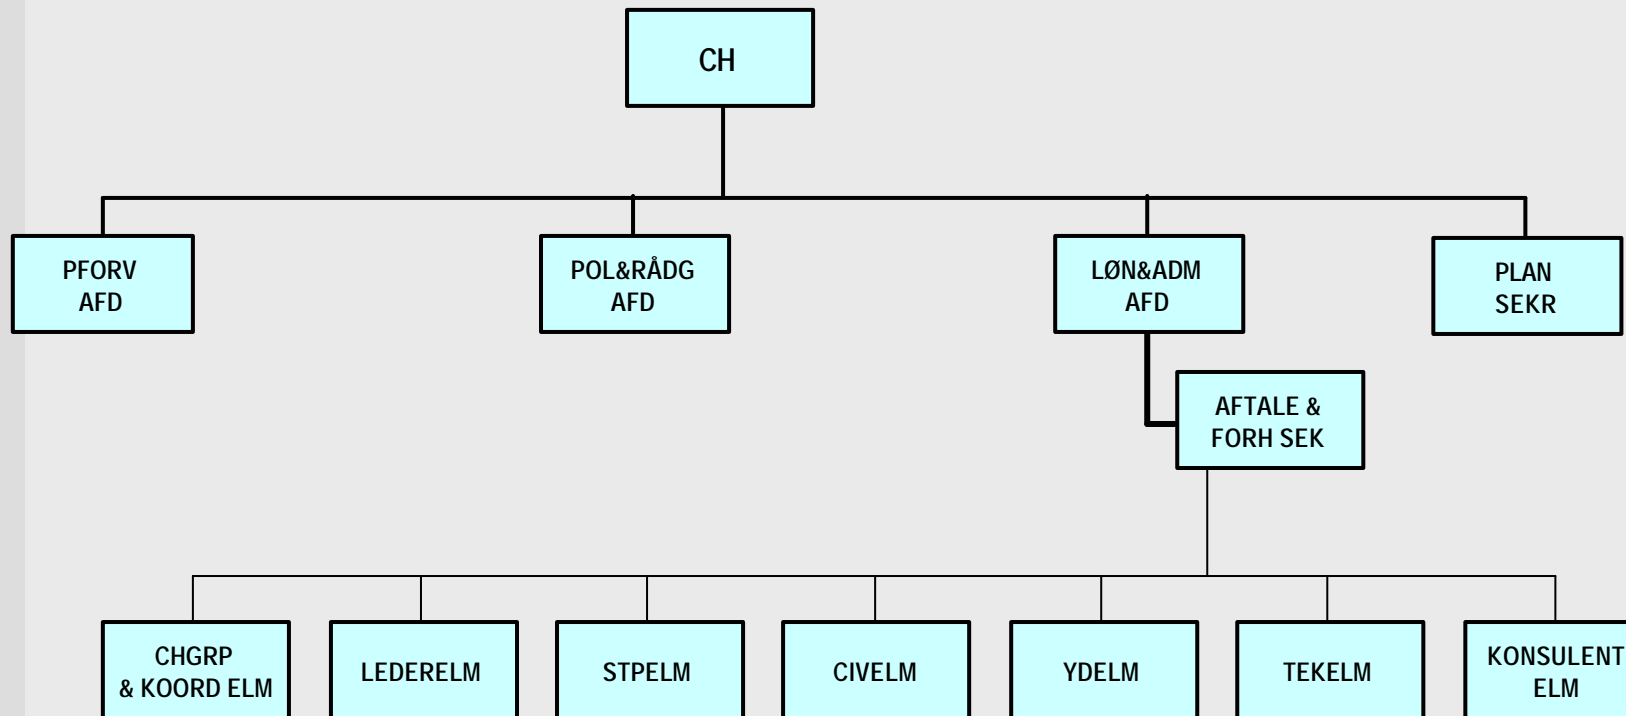 CH
PFORV
AFD
POL&RÅDG
AFD
LØN&ADM
AFD
PLAN
SEKR
AFTALE &
FORH SEK
CHGRP
& KOORD ELM
LEDERELM
STPELM
CIVELM
YDELM
TEKELM
KONSULENT
ELM